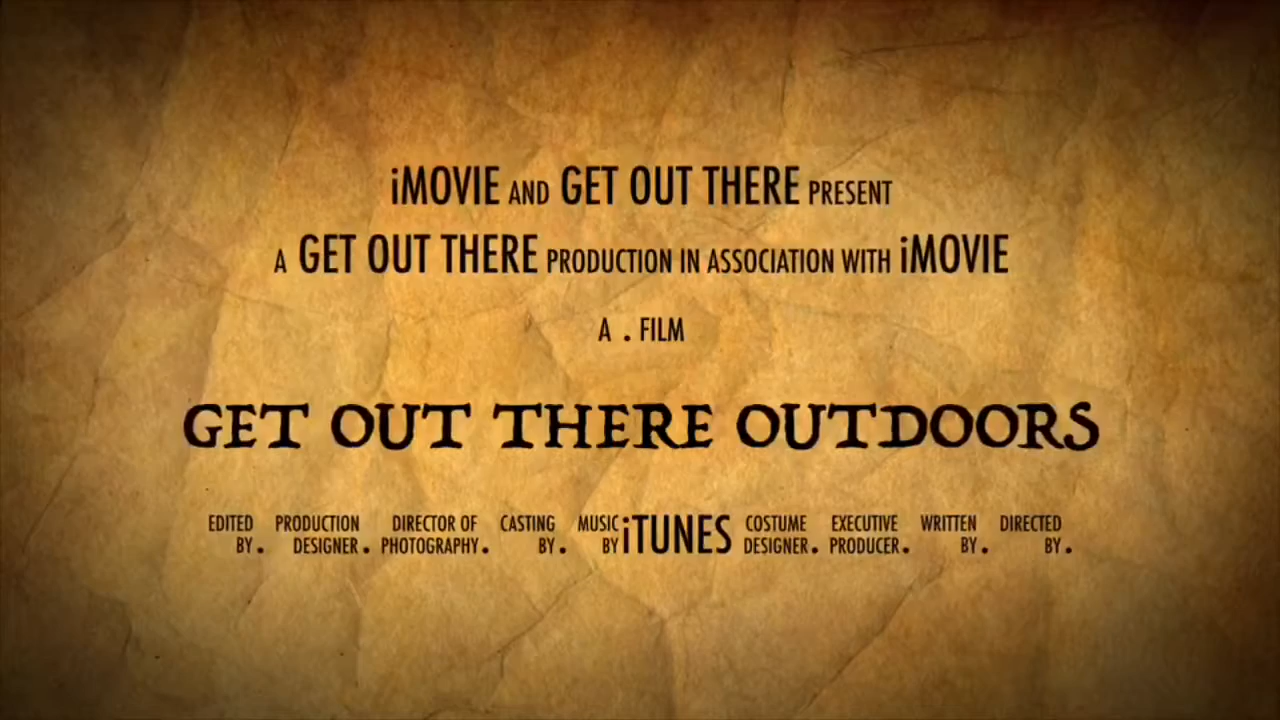 iMOVIE AND GET OUT THERE PRESENT
A GET OUT THERE PRODUCTION IN ASSOCIATION WITH iMOVIE
A . FILM
GET OUT THERE OUTDOORS
EDITED BY. PRODUCTION DESIGNER. DIRECTOR OF PHOTOGRAPHY. CASTING BY. MUSIC BY iTUNES COSTUME DESIGNER. EXECUTIVE PRODUCER. WRITTEN BY. DIRECTED BY.